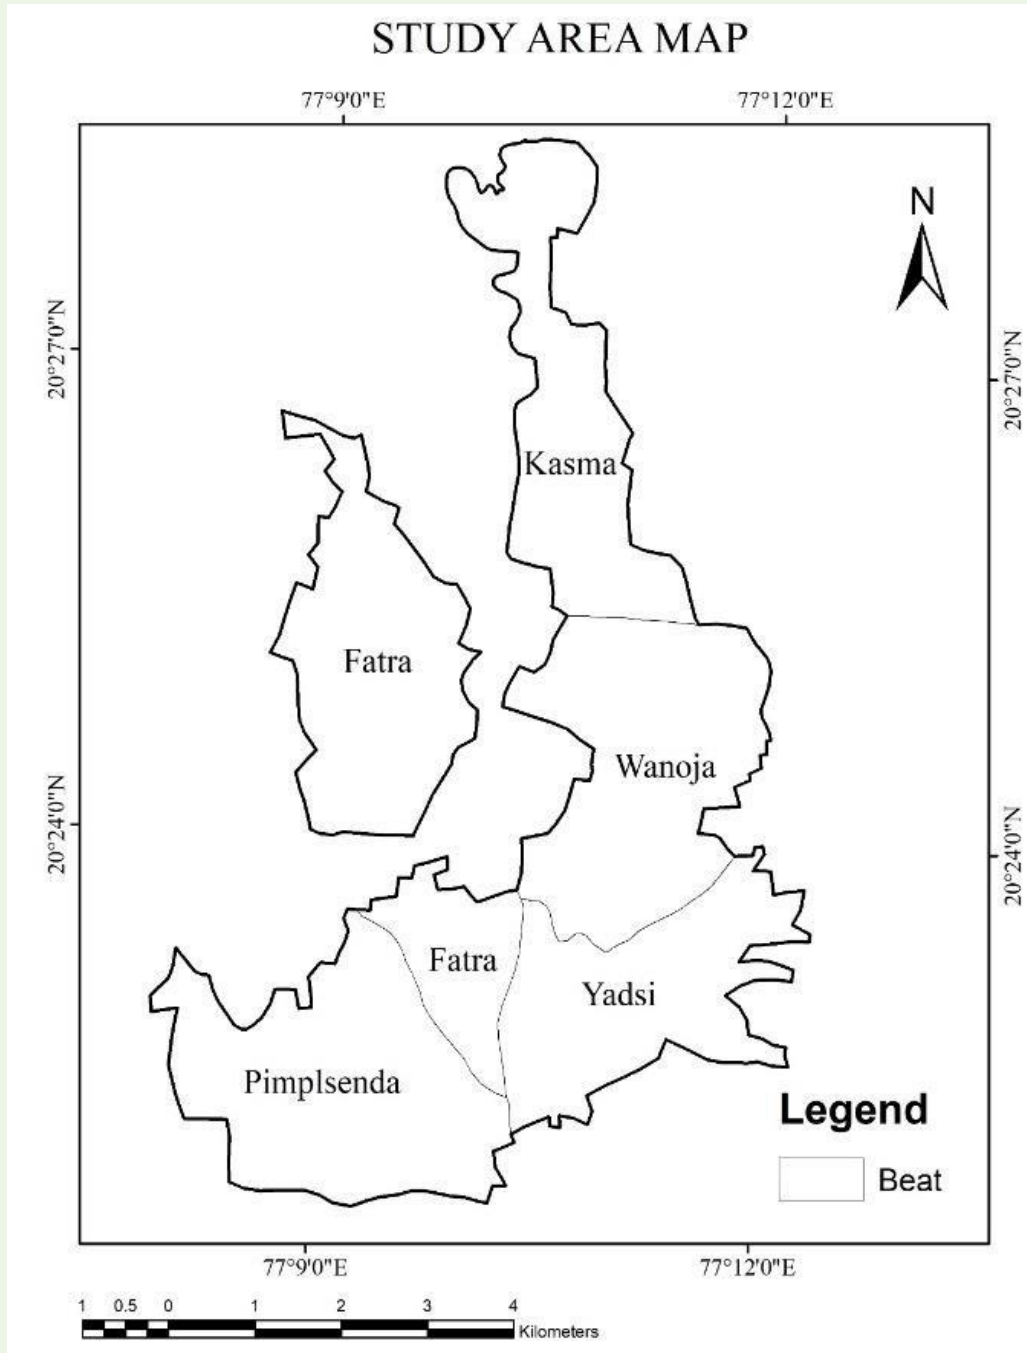 STUDY AREA MAP
77°9'0"E
77°12'0"E
N
20°27'0"N
20°27'0"N
Kasma
Fatra
Wanoja
20°24'0"N
20°24'0"N
Fatra
Yadsi
Pimplsenda
Legend
Beat
77°9'0"E
77°12'0"E
1 0.5 0 1 2 3 4
Kilometers